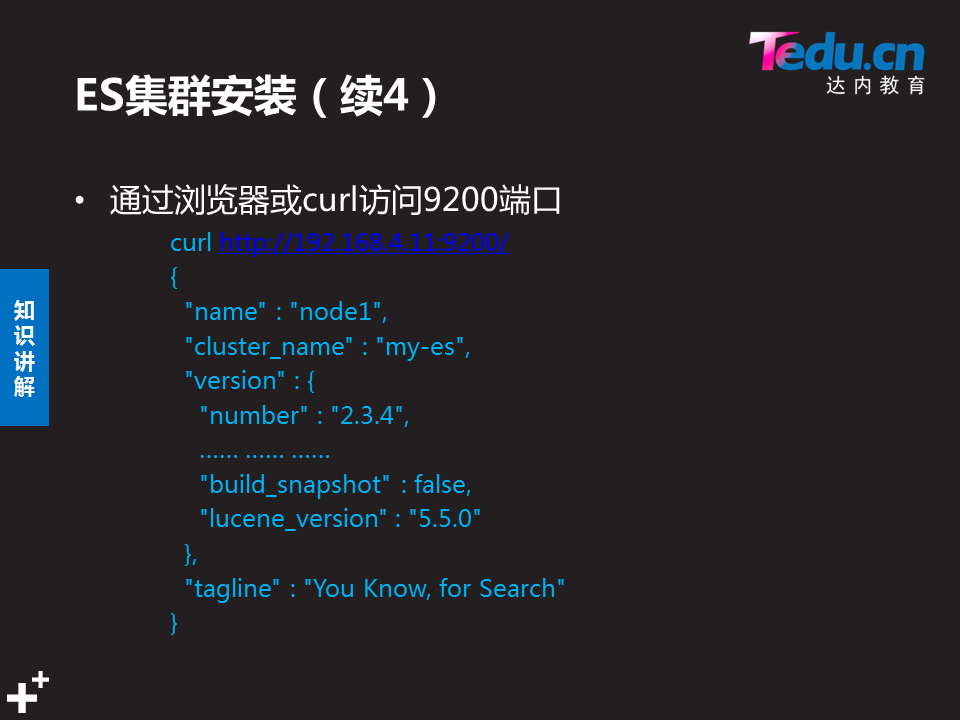 Tedu.cn
达内教育
ES集群安装（续4）
• 通过浏览器或curl访问9200端口
curl http://192.168.4.11:9200/
{
"name" : "node1",
"cluster_name" : "my-es",
"version" : {
"number" : "2.3.4",
…… …… ……
"build_snapshot" : false,
"lucene_version" : "5.5.0"
},
"tagline" : "You Know, for Search"
}
知识讲解